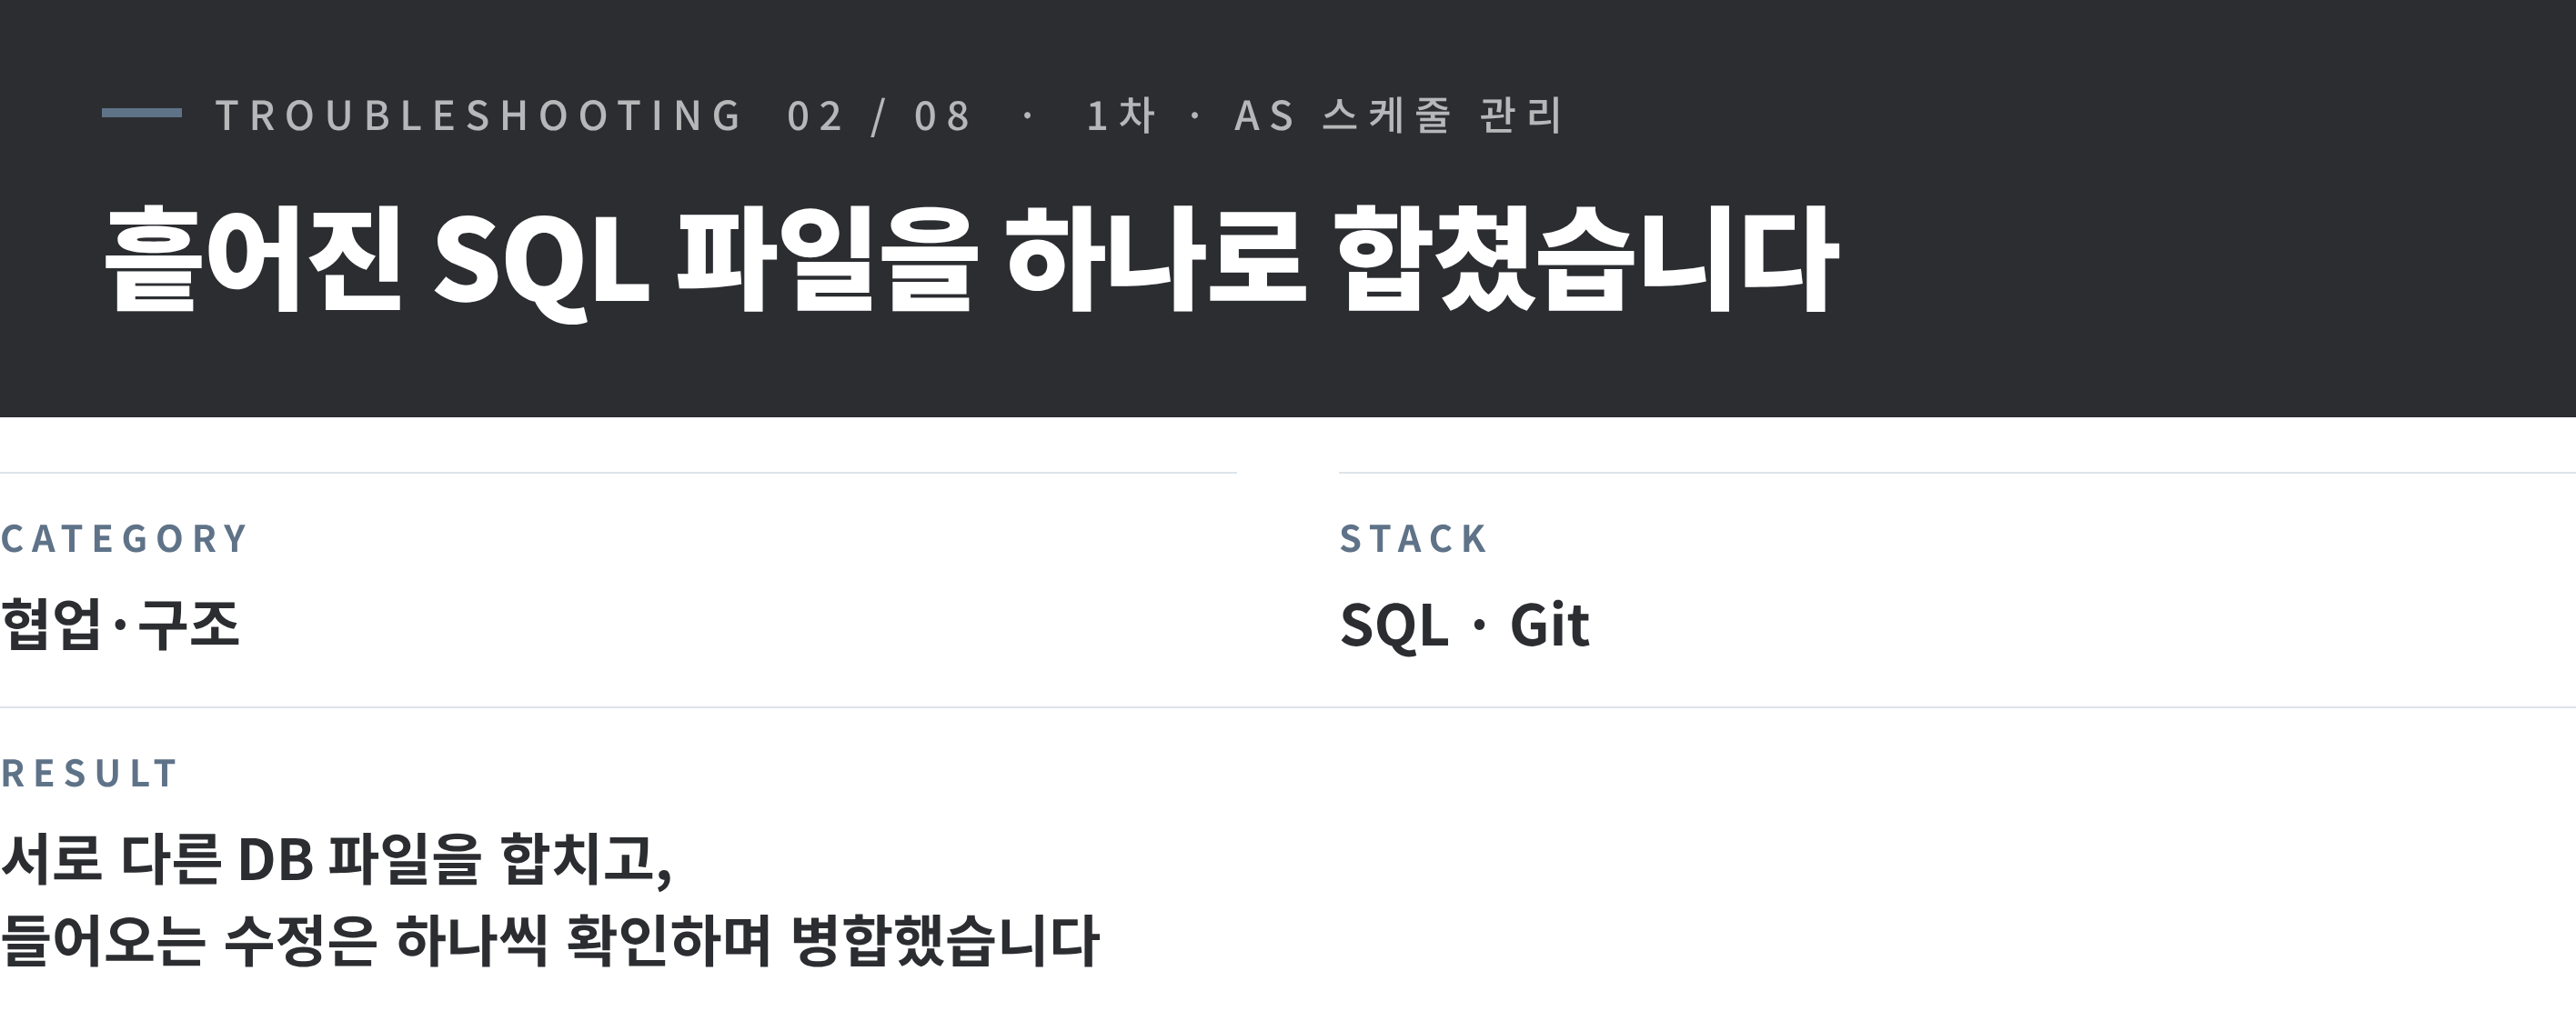 TROUBLESHOOTING 02 / 08 · 1차 · AS 스케줄 관리
흩어진 SQL 파일을 하나로 합쳤습니다
CATEGORY
협업·구조
STACK
SQL · Git
RESULT
서로 다른 DB 파일을 합치고,
들어오는 수정은 하나씩 확인하며 병합했습니다